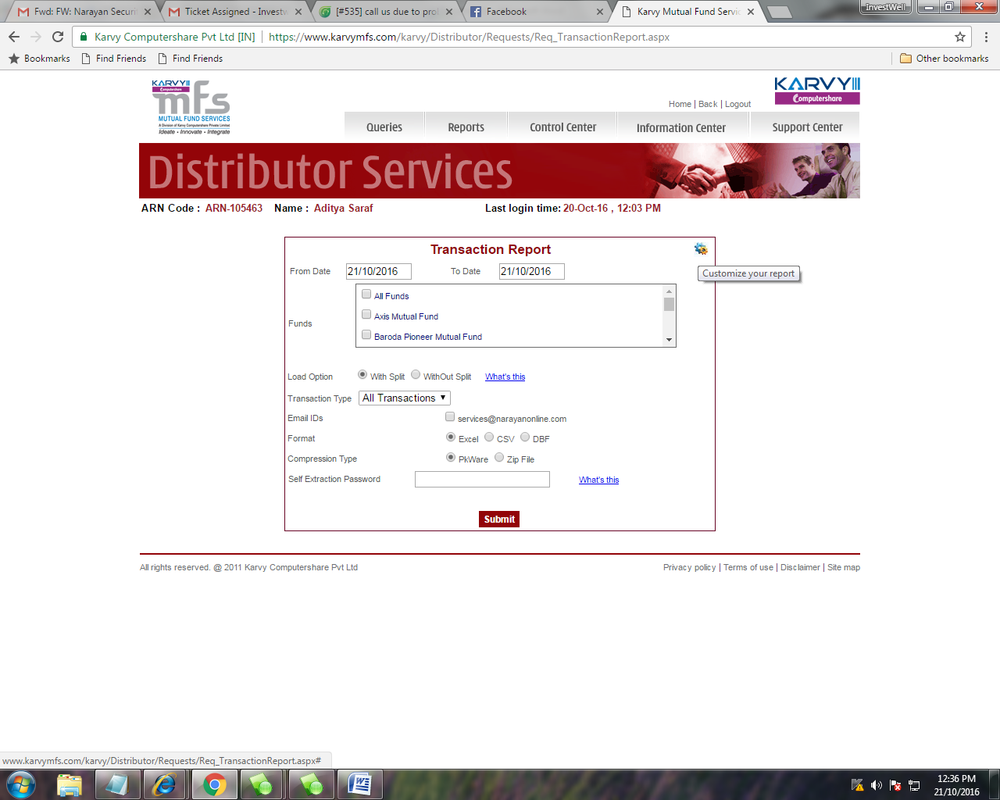 Fwd: FW: Narayan Securi
Ticket Assigned - Investw
[#535] call us due to pro
Facebook
Karvy Mutual Fund Servic
InvestWell
Karvy Computershare Pvt Ltd [IN] https://www.karvymfs.com/karvy/Distributor/Requests/Req_TransactionReport.aspx
Bookmarks Find Friends Find Friends Other bookmarks
KARVY
Computershare
mfs
MUTUAL FUND SERVICES
A Division of Karvy Computershare Private Limited
Ideate • Innovate • Integrate
KARVY
Computershare
Home | Back | Logout
Queries Reports Control Center Information Center Support Center
Distributor Services
ARN Code : ARN-105463 Name : Aditya Saraf Last login time: 20-Oct-16 , 12:03 PM
Transaction Report
Customize your report
From Date 21/10/2016 To Date 21/10/2016
Funds
All Funds
Axis Mutual Fund
Baroda Pioneer Mutual Fund
Load Option With Split WithOut Split What's this
Transaction Type All Transactions
Email IDs services@narayanonline.com
Format Excel CSV DBF
Compression Type PkWare Zip File
Self Extraction Password What's this
Submit
All rights reserved. @ 2011 Karvy Computershare Pvt Ltd Privacy policy | Terms of use | Disclaimer | Site map
www.karvymfs.com/karvy/Distributor/Requests/Req_TransactionReport.aspx#
12:36 PM
21/10/2016